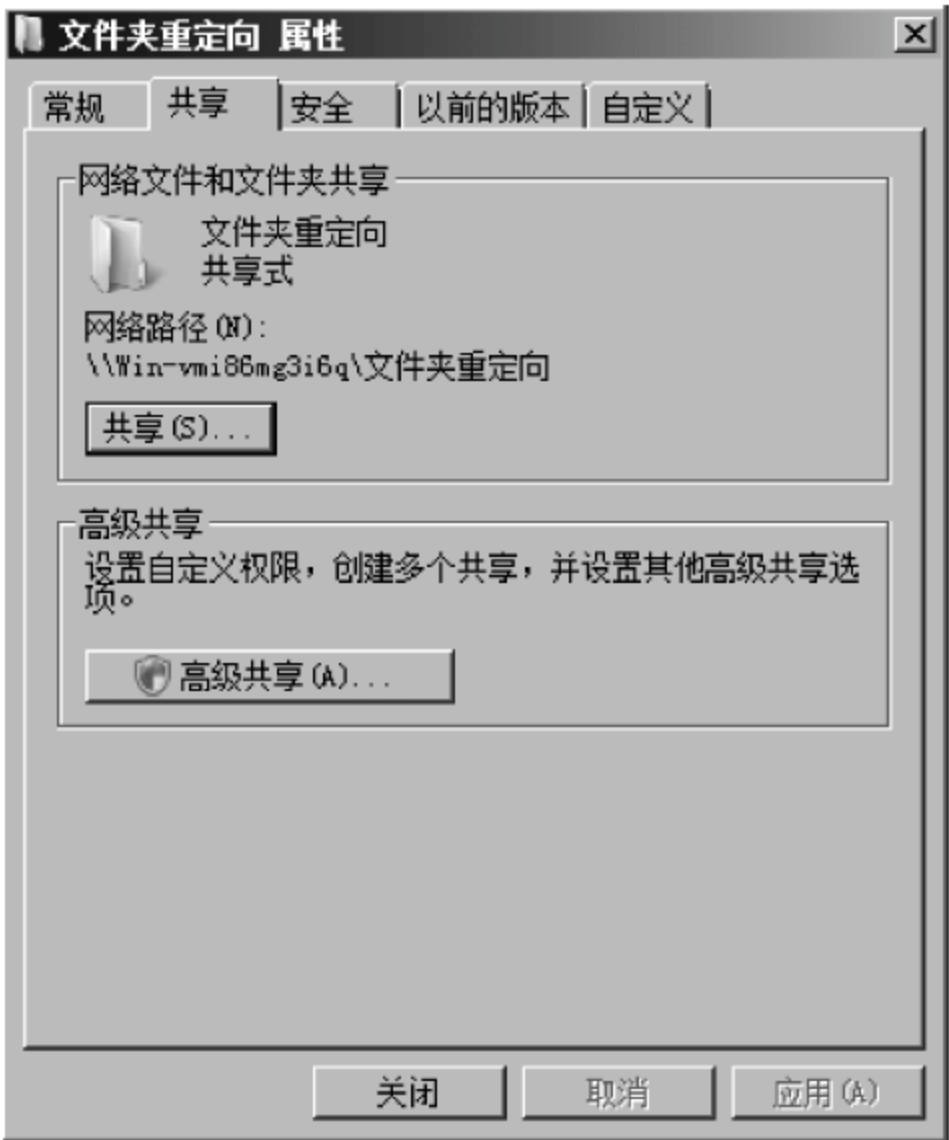 文件夹重定向 属性
常规 共享 安全 以前的版本 自定义
网络文件和文件夹共享
文件夹重定向
共享式
网络路径(N):
\\Win-vmi86mg3i6q\文件夹重定向
共享(S)...
高级共享
设置自定义权限，创建多个共享，并设置其他高级共享选
项。
高级共享(A)...
关闭 取消 应用(A)